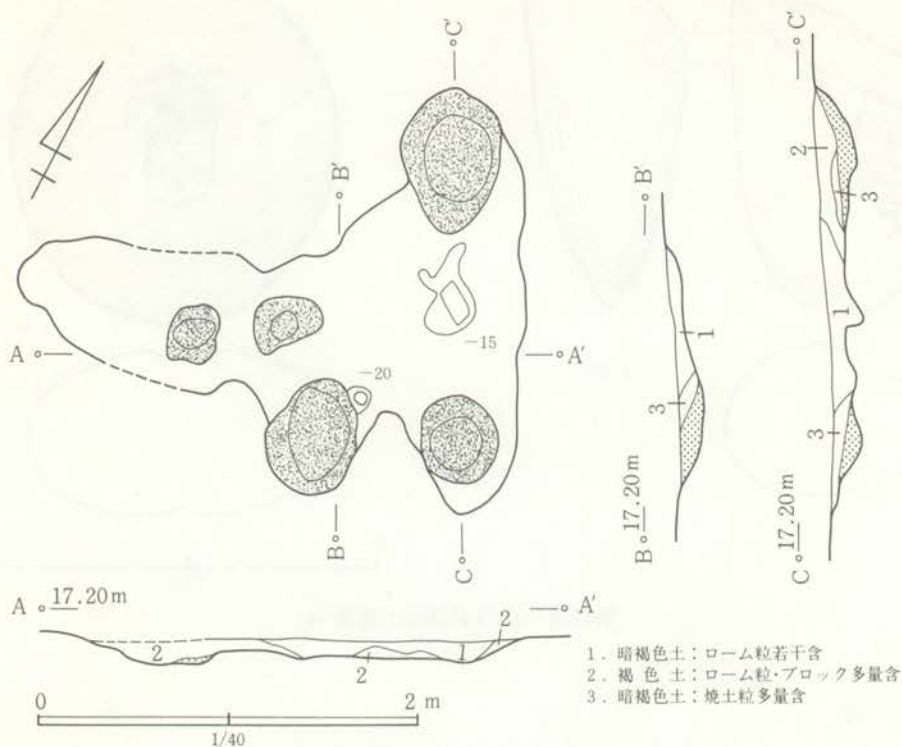 C′
B′
A
A′
−15
−20
B
C
B′
1
3
B 17.20m
C′
2
3
1
3
C 17.20m
A 17.20m
A′
2
2
1
2
0
2 m
1/40
1. 暗褐色土：ローム粒若干含
2. 褐 色 土：ローム粒・ブロック多量含
3. 暗褐色土：焼土粒多量含